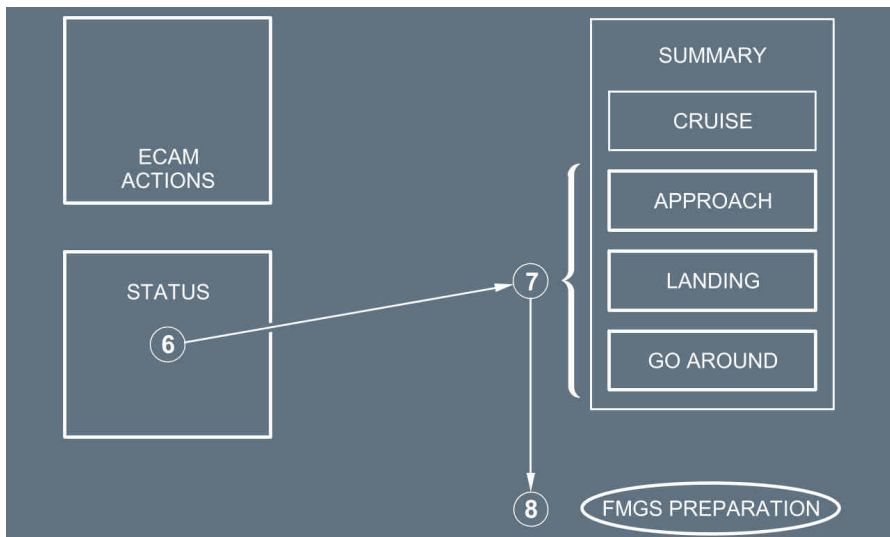 ECAM
ACTIONS
STATUS
6
7
8
SUMMARY
CRUISE
APPROACH
LANDING
GO AROUND
FMGS PREPARATION